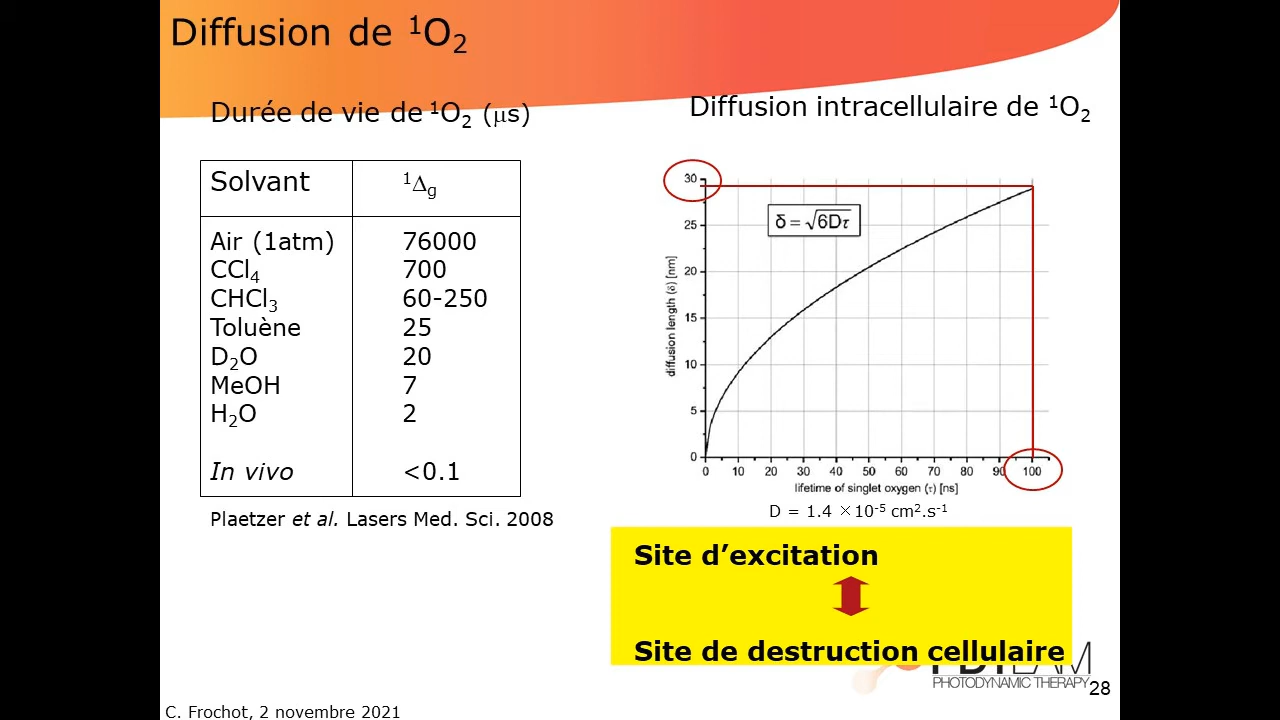 Diffusion de ¹O₂
Durée de vie de ¹O₂ (μs)
Solvant ¹Δg
Air (1atm) 76000
CCl₄ 700
CHCl₃ 60-250
Toluène 25
D₂O 20
MeOH 7
H₂O 2
In vivo <0.1
Plaetzer et al. Lasers Med. Sci. 2008
Diffusion intracellulaire de ¹O₂
δ = √6Dτ
diffusion length (δ) [nm]
30
25
20
15
10
5
0
0 10 20 30 40 50 60 70 80 90 100
lifetime of singlet oxygen (τ) [ns]
D = 1.4 ×10⁻⁵ cm².s⁻¹
Site d’excitation
Site de destruction cellulaire
PHOTODYNAMIC THERAPY
28
C. Frochot, 2 novembre 2021